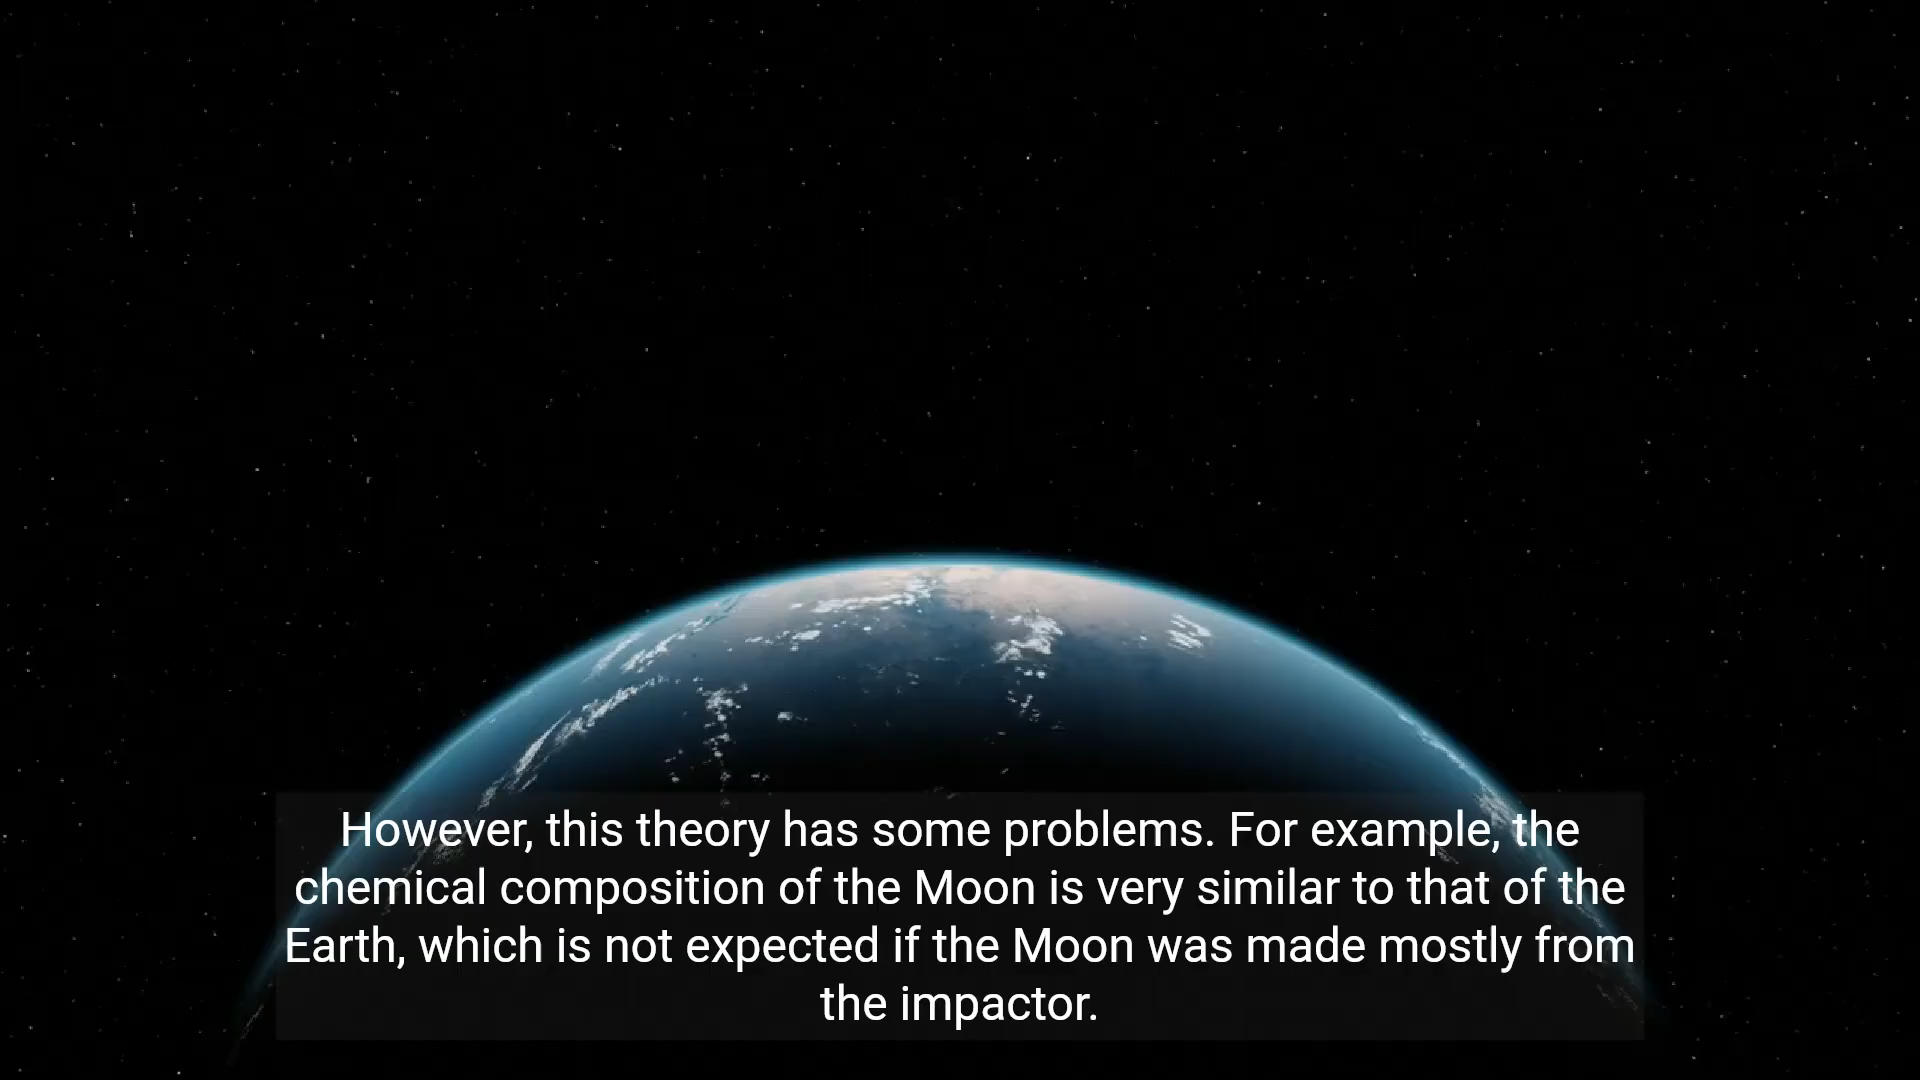 However, this theory has some problems. For example, the
chemical composition of the Moon is very similar to that of the
Earth, which is not expected if the Moon was made mostly from
the impactor.